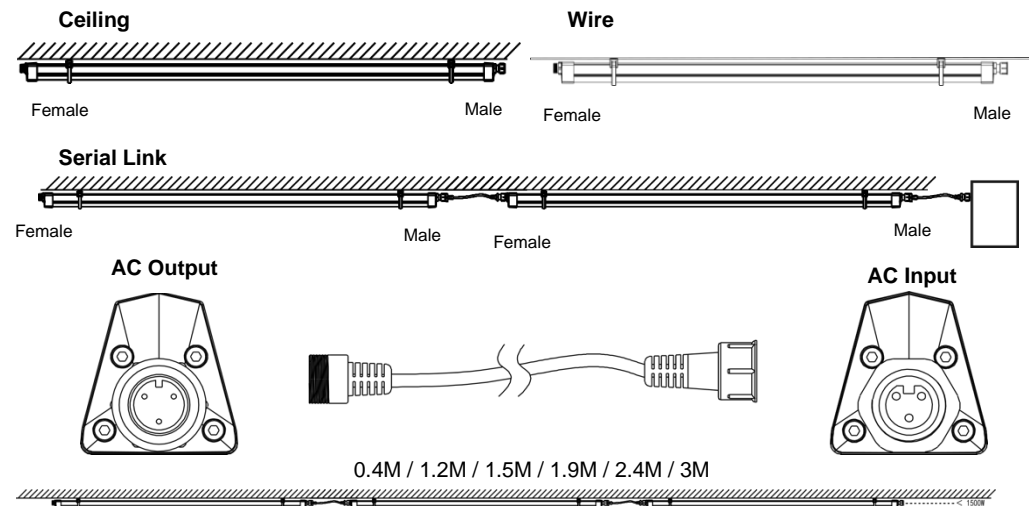 Ceiling
Wire
Female
Male
Female
Male
Serial Link
Female
Male
Female
Male
AC Output
AC Input
0.4M / 1.2M / 1.5M / 1.9M / 2.4M / 3M
< 1500W